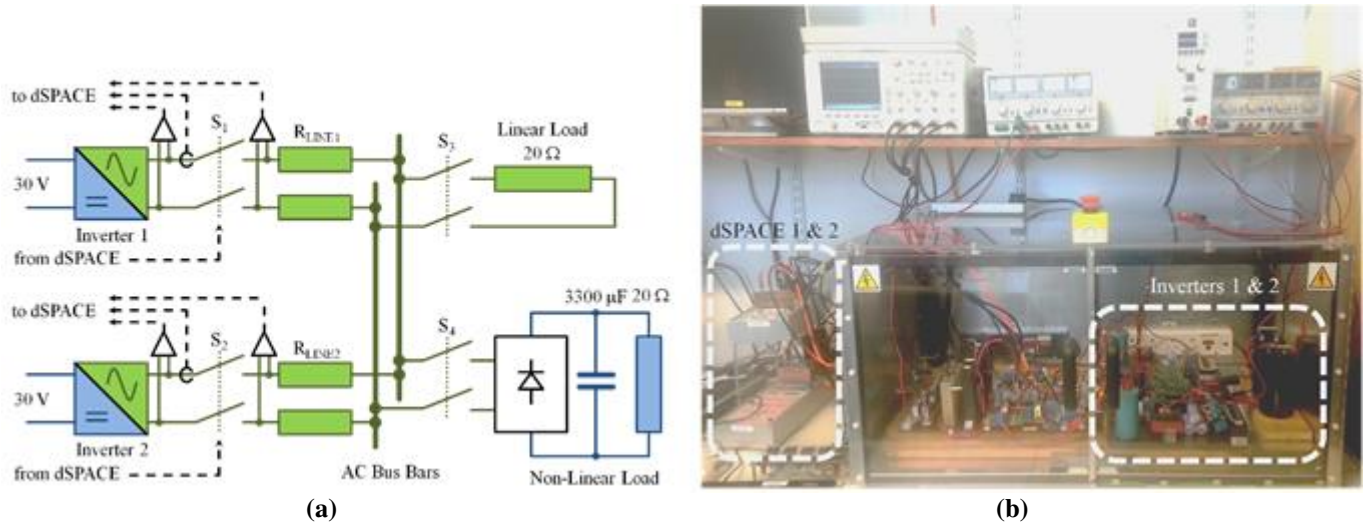 to dSPACE
S1
RLINE1
30 V
Inverter 1
from dSPACE
S3
Linear Load
20 Ω
to dSPACE
S2
RLINE2
30 V
Inverter 2
from dSPACE
S4
3300 μF 20 Ω
AC Bus Bars
Non-Linear Load
(a)
dSPACE 1 & 2
Inverters 1 & 2
(b)